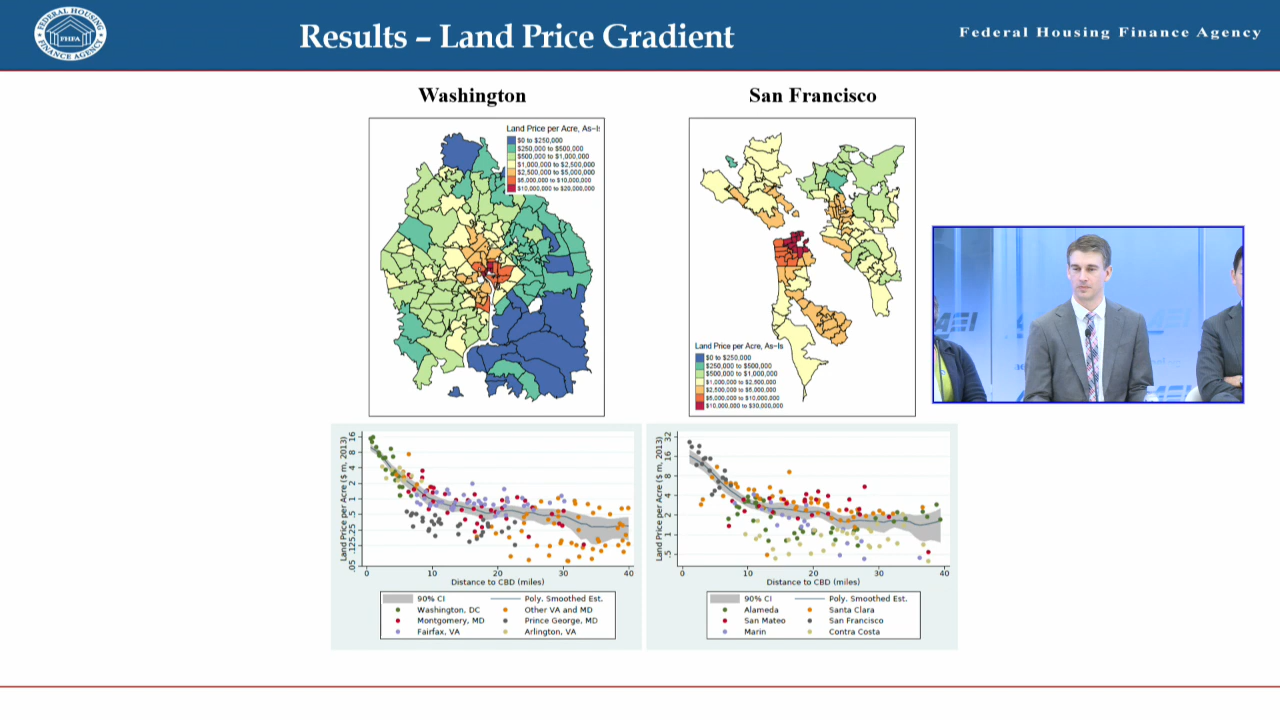 FEDERAL HOUSING
FHFA
FINANCE AGENCY
Results – Land Price Gradient
Federal Housing Finance Agency
Washington
San Francisco
Land Price per Acre, As-Is
$0 to $250,000
$250,000 to $500,000
$500,000 to $1,000,000
$1,000,000 to $2,500,000
$2,500,000 to $5,000,000
$5,000,000 to $10,000,000
$10,000,000 to $20,000,000
Land Price per Acre, As-Is
$0 to $250,000
$250,000 to $500,000
$500,000 to $1,000,000
$1,000,000 to $2,500,000
$2,500,000 to $5,000,000
$5,000,000 to $10,000,000
$10,000,000 to $30,000,000
AEI
Land Price per Acre ($ m, 2013)
16
8
4
2
1
.5
.25
.125
.05
0 10 20 30 40
Distance to CBD (miles)
90% CI Poly. Smoothed Est.
Washington, DC Other VA and MD
Montgomery, MD Prince George, MD
Fairfax, VA Arlington, VA
Land Price per Acre ($ m, 2013)
32
16
8
4
2
1
.5
0 10 20 30 40
Distance to CBD (miles)
90% CI Poly. Smoothed Est.
Alameda Santa Clara
San Mateo San Francisco
Marin Contra Costa